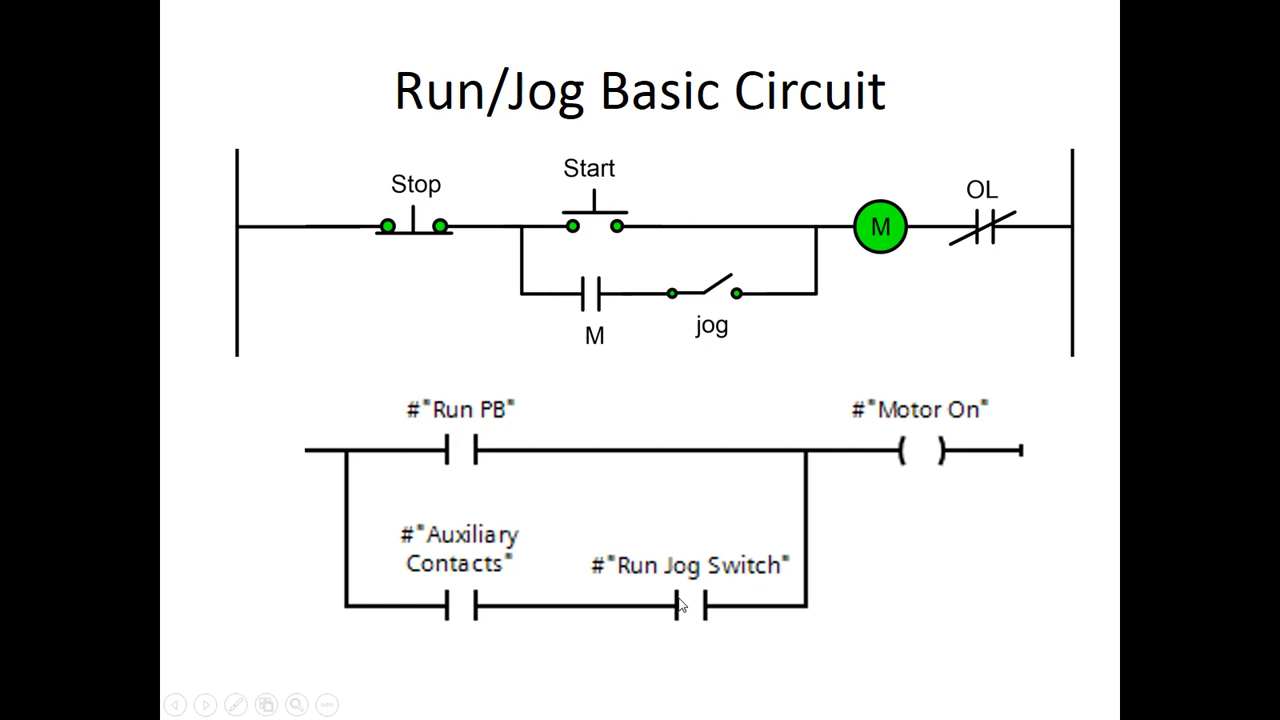 Run/Jog Basic Circuit
Start
Stop
OL
M
M
jog
#"Run PB"
#"Motor On"
#"Auxiliary
Contacts"
#"Run Jog Switch"